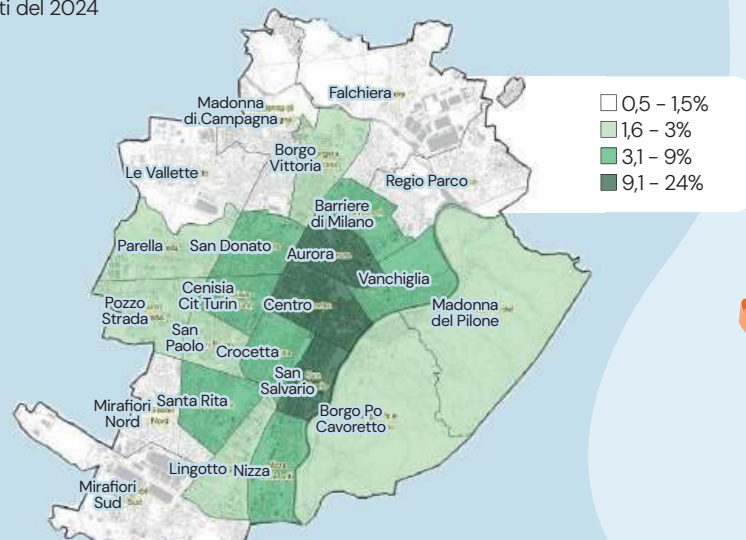 ti del 2024
0,5 – 1,5%
1,6 – 3%
3,1 – 9%
9,1 – 24%
Falchiera
Madonna
di Campagna
Borgo
Vittoria
Le Vallette
Regio Parco
Barriere
di Milano
Parella
San Donato
Aurora
Vanchiglia
Cenisia
Cit Turin
Centro
Pozzo
Strada
Madonna
del Pilone
San
Paolo
Crocetta
San
Salvario
Mirafiori
Nord
Santa Rita
Borgo Po
Cavoretto
Lingotto
Nizza
Mirafiori
Sud